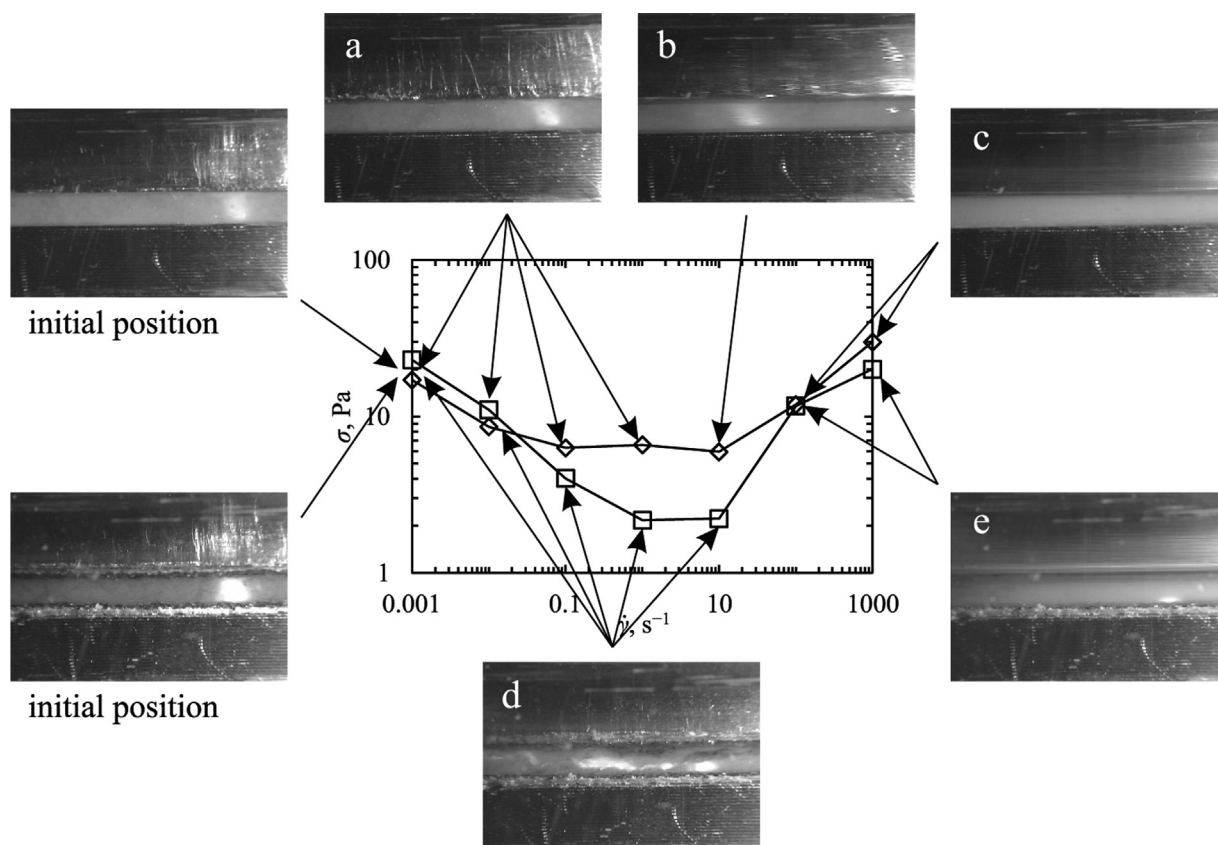 a
b
c
initial position
100
10
1
σ, Pa
0.001
0.1
10
1000
γ̇, s⁻¹
initial position
d
e